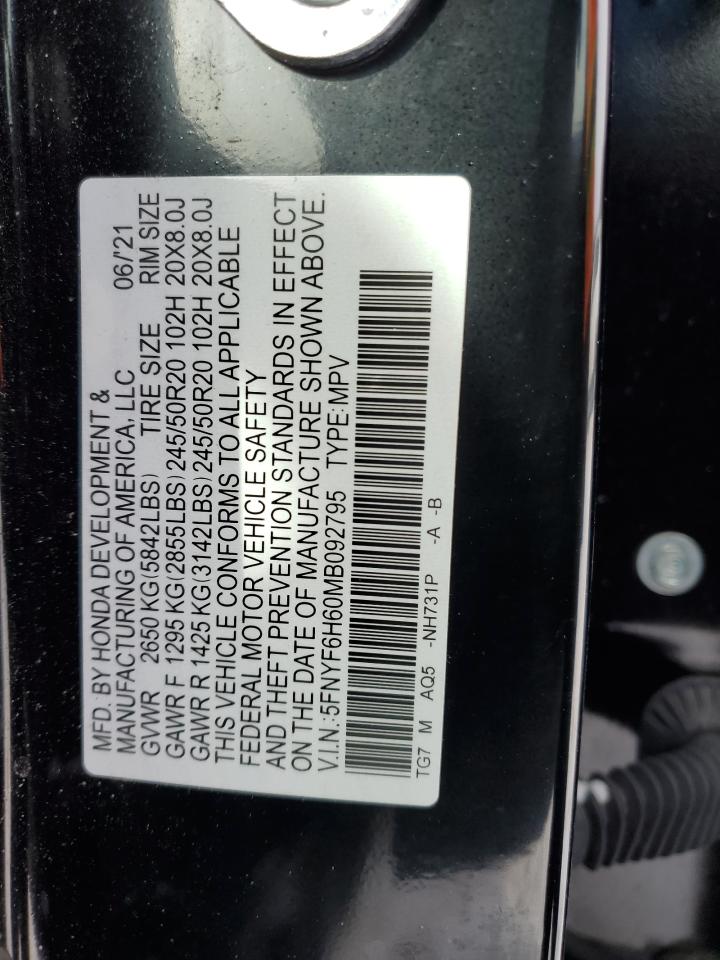 MFD. BY HONDA DEVELOPMENT &
MANUFACTURING OF AMERICA, LLC 06/'21
GVWR 2650 KG(5842LBS) TIRE SIZE RIM SIZE
GAWR F 1295 KG(2855LBS)245/50R20 102H 20X8.0J
GAWR R 1425 KG(3142LBS)245/50R20 102H 20X8.0J
THIS VEHICLE CONFORMS TO ALL APPLICABLE
FEDERAL MOTOR VEHICLE SAFETY
AND THEFT PREVENTION STANDARDS IN EFFECT
ON THE DATE OF MANUFACTURE SHOWN ABOVE.
V.I.N.:5FNYF6H60MB092795 TYPE:MPV
TG7 M AQ5 -NH731P -A -B